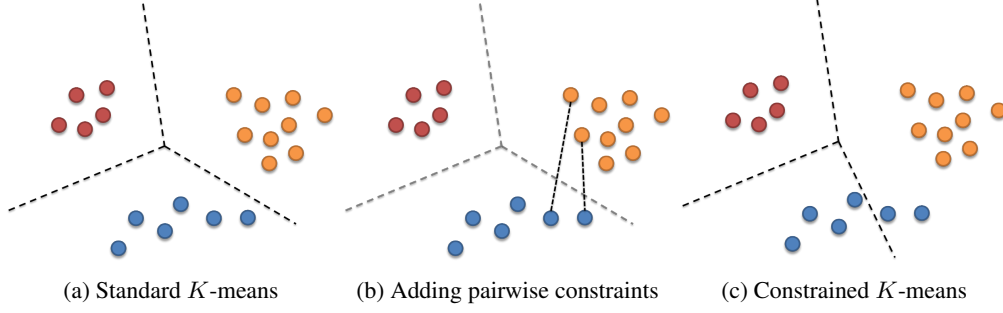 (a) Standard K-means
(b) Adding pairwise constraints
(c) Constrained K-means